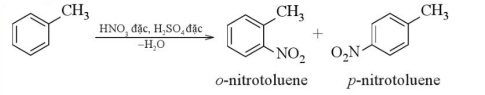 CH₃
HNO₃ đặc, H₂SO₄ đặc
–H₂O
CH₃
NO₂
+
CH₃
O₂N
o-nitrotoluene
p-nitrotoluene